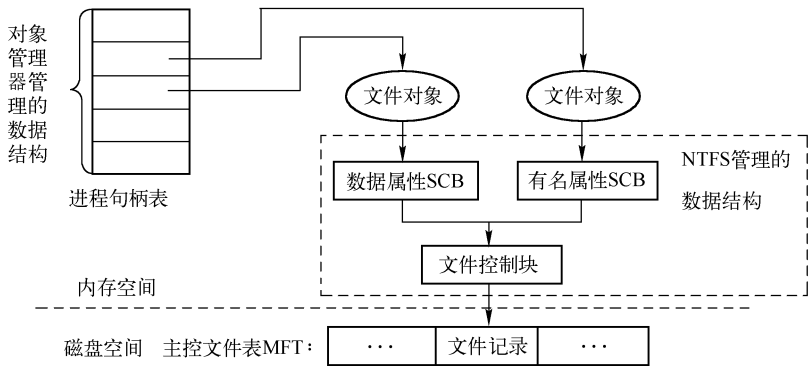 对象
管理
器管
理的
数据
结构
进程句柄表
文件对象
文件对象
数据属性SCB
有名属性SCB
NTFS管理的
数据结构
文件控制块
内存空间
磁盘空间 主控文件表MFT：
··· 文件记录 ···